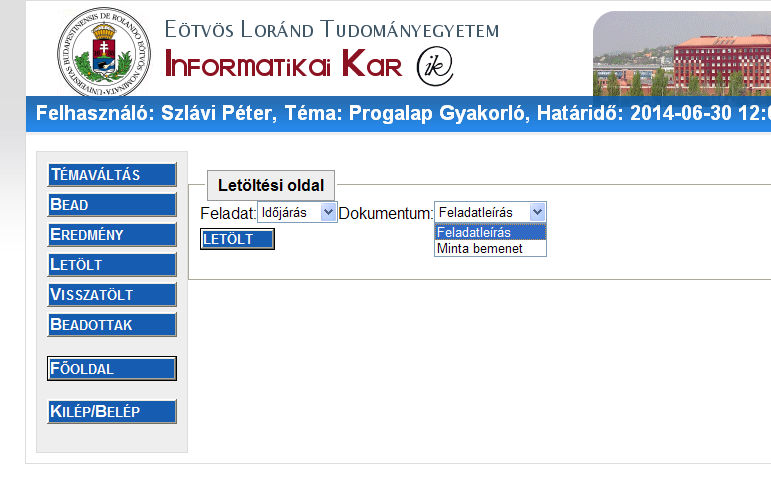 EÖTVÖS LORÁND TUDOMÁNYEGYETEM
INFORMATIKAI KAR ik
Felhasználó: Szlávi Péter, Téma: Progalap Gyakorló, Határidő: 2014-06-30 12:
TÉMAVÁLTÁS
BEAD
EREDMÉNY
LETÖLT
VISSZATÖLT
BEADOTTAK
FŐOLDAL
KILÉP/BELÉP
Letöltési oldal
Feladat: Időjárás Dokumentum: Feladatleírás
LETÖLT
Feladatleírás
Minta bemenet